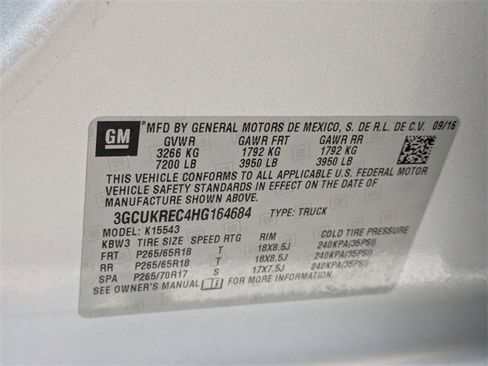 GM MFD BY GENERAL MOTORS DE MEXICO, S. DE R.L. DE C.V. 09/16
GVWR GAWR FRT GAWR RR
3266 KG 1792 KG 1792 KG
7200 LB 3950 LB 3950 LB
THIS VEHICLE CONFORMS TO ALL APPLICABLE U.S. FEDERAL MOTOR
VEHICLE SAFETY STANDARDS IN EFFECT ON THE DATE OF
MANUFACTURE SHOWN ABOVE.
3GCUKREC4HG164684 TYPE: TRUCK
MODEL: K15543
KBW3 TIRE SIZE SPEED RTG RIM COLD TIRE PRESSURE
FRT P265/65R18 T 18X8.5J 240KPA(35PSI)
RR P265/65R18 T 18X8.5J 240KPA(35PSI)
SPA P265/70R17 S 17X7.5J 240KPA(35PSI)
SEE OWNER'S MANUAL FOR MORE INFORMATION.